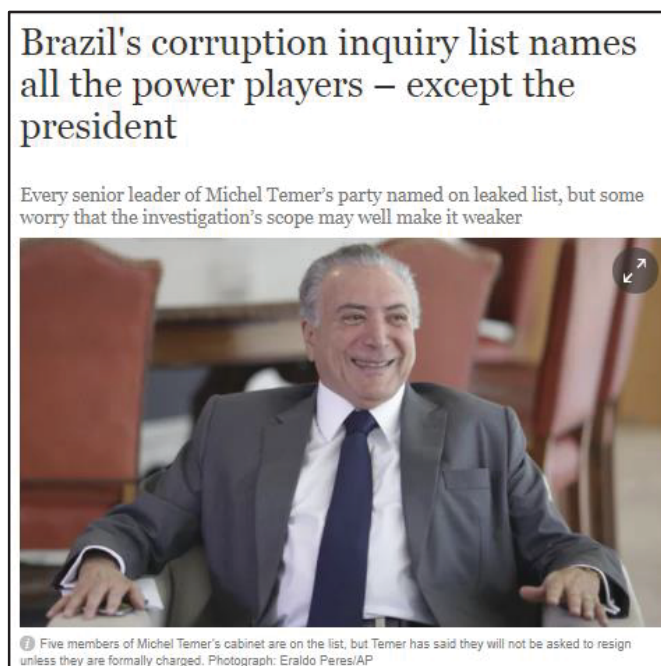 Brazil's corruption inquiry list names
all the power players – except the
president
Every senior leader of Michel Temer's party named on leaked list, but some
worry that the investigation's scope may well make it weaker
Five members of Michel Temer's cabinet are on the list, but Temer has said they will not be asked to resign
unless they are formally charged. Photograph: Eraldo Peres/AP